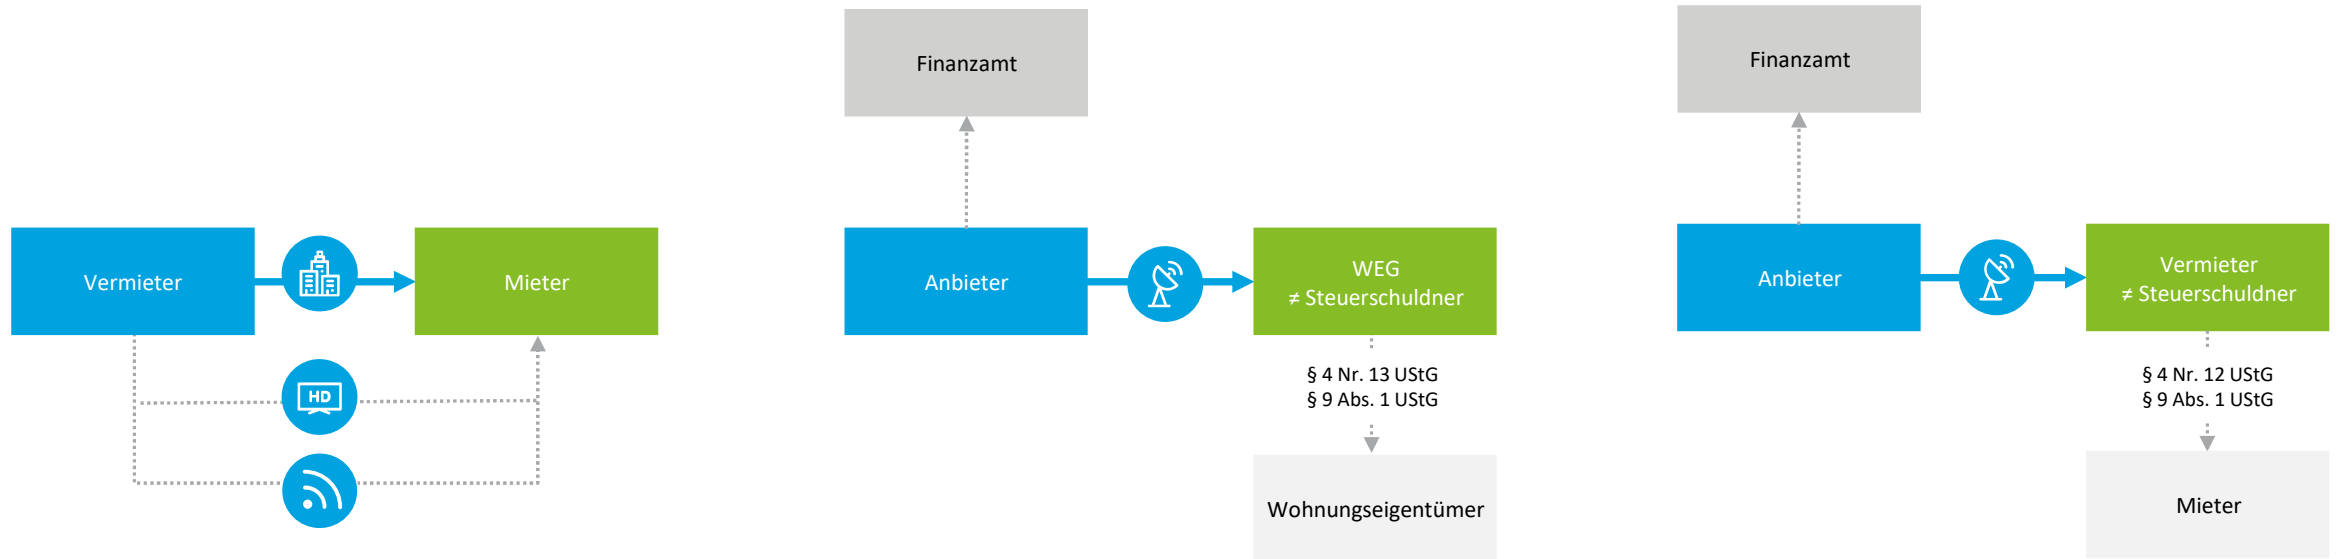 Vermieter
Mieter
HD
Finanzamt
Anbieter
WEG
≠ Steuerschuldner
§ 4 Nr. 13 UStG
§ 9 Abs. 1 UStG
Wohnungseigentümer
Finanzamt
Anbieter
Vermieter
≠ Steuerschuldner
§ 4 Nr. 12 UStG
§ 9 Abs. 1 UStG
Mieter